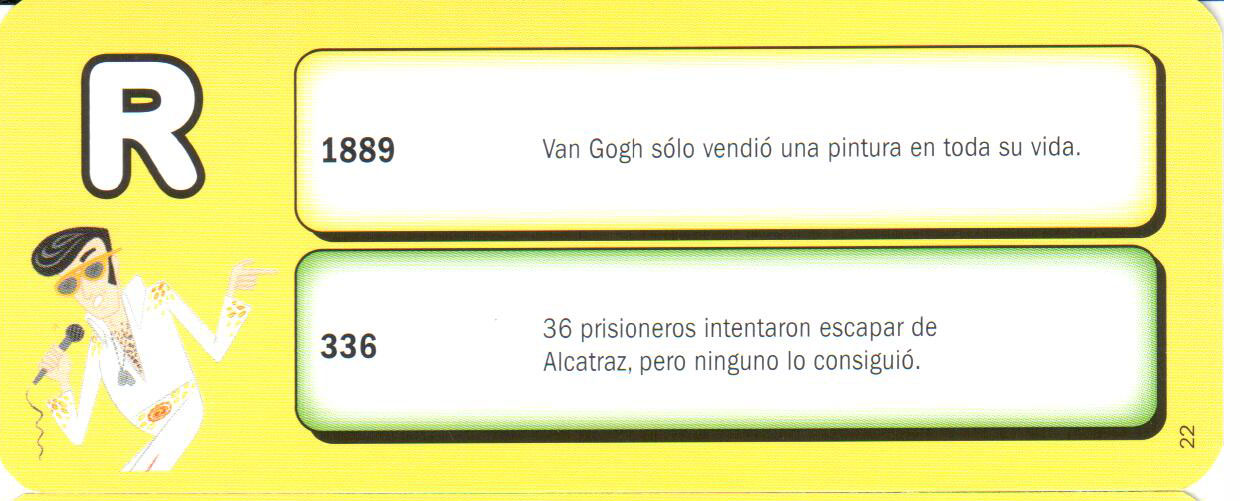 R
1889 Van Gogh sólo vendió una pintura en toda su vida.
336 36 prisioneros intentaron escapar de
Alcatraz, pero ninguno lo consiguió.
22